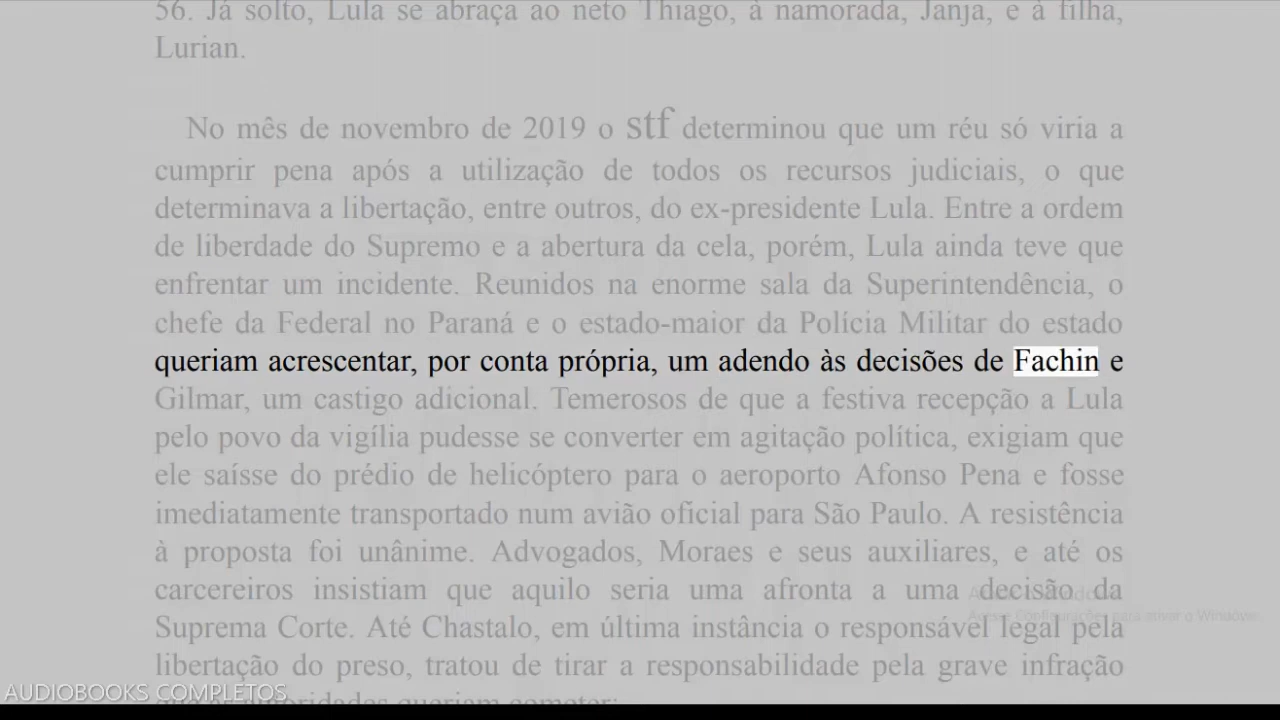 56. Já solto, Lula se abraça ao neto Thiago, à namorada, Janja, e à filha,
Lurian.
No mês de novembro de 2019 o stf determinou que um réu só viria a
cumprir pena após a utilização de todos os recursos judiciais, o que
determinava a libertação, entre outros, do ex-presidente Lula. Entre a ordem
de liberdade do Supremo e a abertura da cela, porém, Lula ainda teve que
enfrentar um incidente. Reunidos na enorme sala da Superintendência, o
chefe da Federal no Paraná e o estado-maior da Polícia Militar do estado
queriam acrescentar, por conta própria, um adendo às decisões de Fachin e
Gilmar, um castigo adicional. Temerosos de que a festiva recepção a Lula
pelo povo da vigília pudesse se converter em agitação política, exigiam que
ele saísse do prédio de helicóptero para o aeroporto Afonso Pena e fosse
imediatamente transportado num avião oficial para São Paulo. A resistência
à proposta foi unânime. Advogados, Moraes e seus auxiliares, e até os
carcereiros insistiam que aquilo seria uma afronta a uma decisão da
Suprema Corte. Até Chastalo, em última instância o responsável legal pela
libertação do preso, tratou de tirar a responsabilidade pela grave infração
queriam cometer:
AUDIOBOOKS COMPLETOS